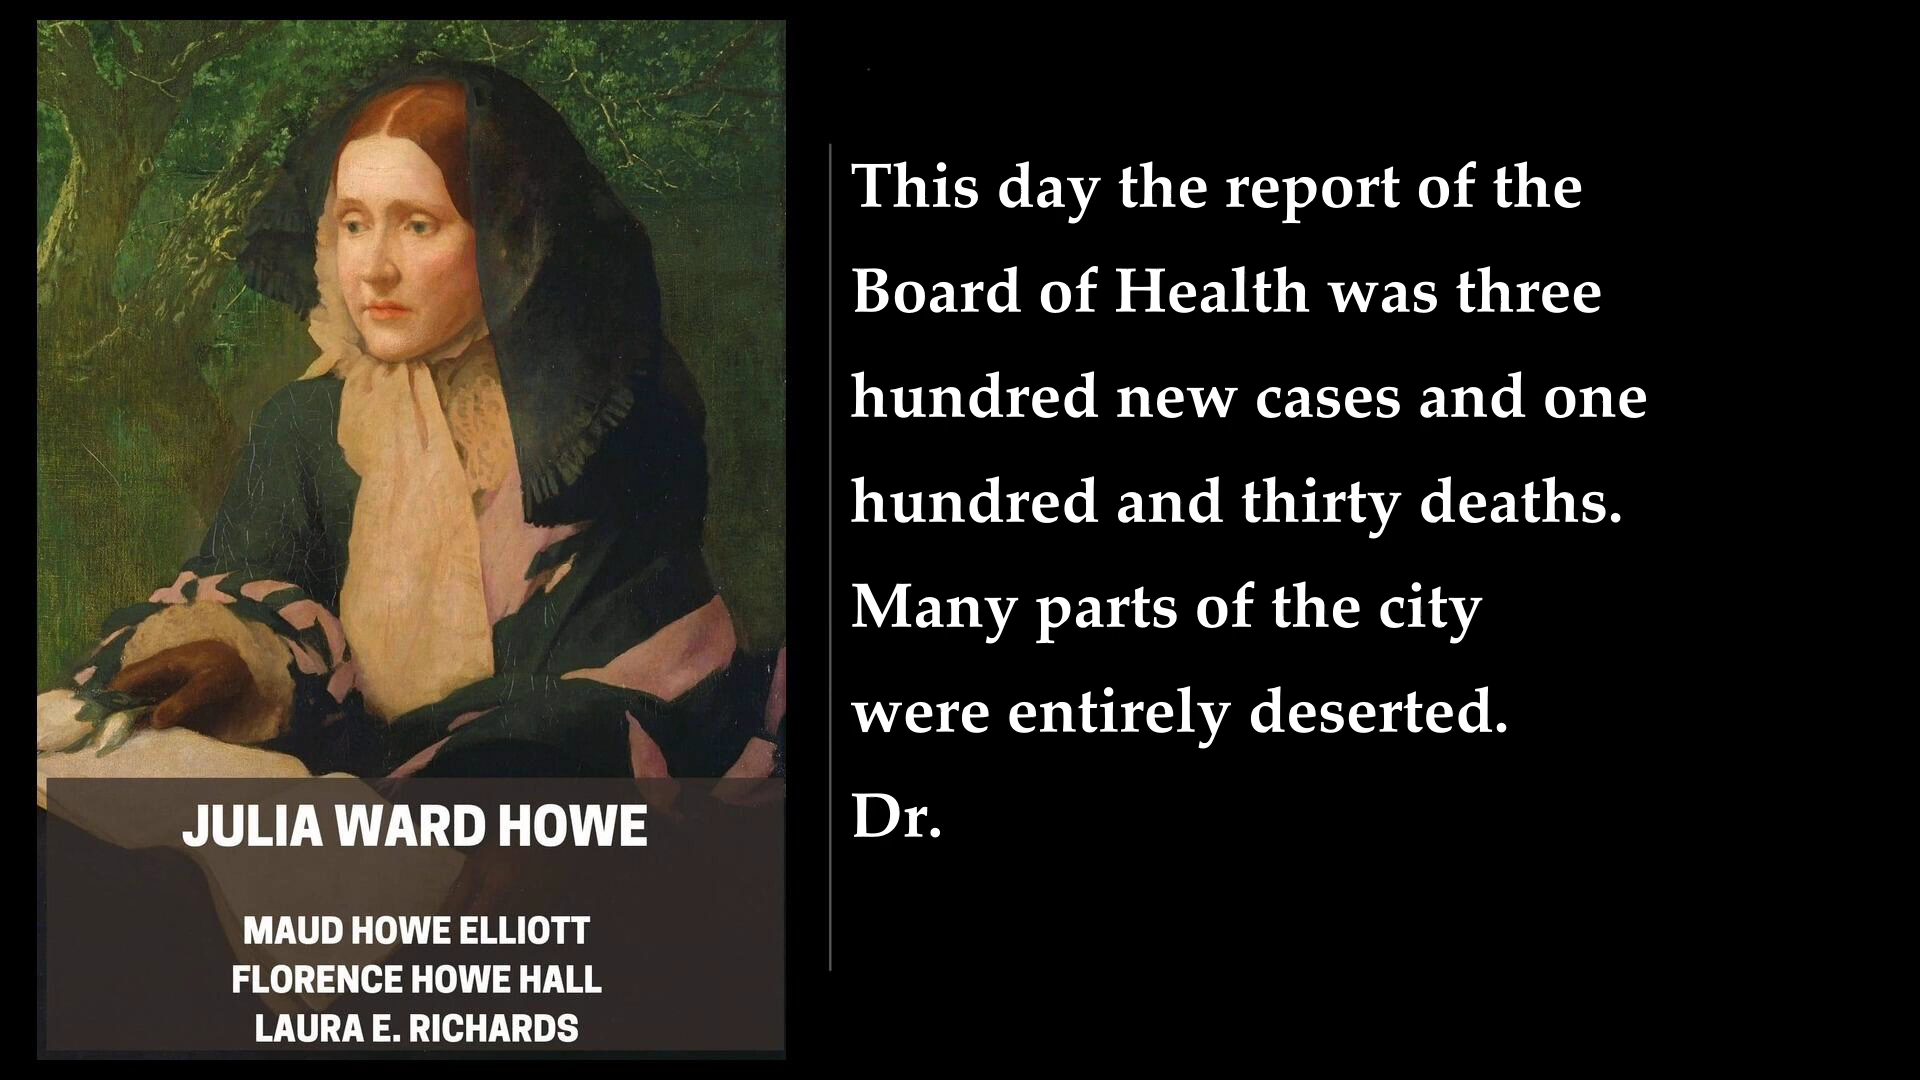 JULIA WARD HOWE
MAUD HOWE ELLIOTT
FLORENCE HOWE HALL
LAURA E. RICHARDS
This day the report of the
Board of Health was three
hundred new cases and one
hundred and thirty deaths.
Many parts of the city
were entirely deserted.
Dr.